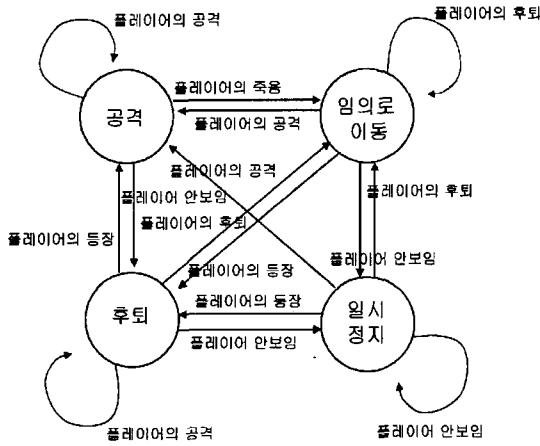 플레이어의 공격
플레이어의 후퇴
플레이어의 죽음
공격
임의로
이동
플레이어의 공격
플레이어의 공격
플레이어 안보임
플레이어의 후퇴
플레이어의 후퇴
플레이어의 등장
플레이어의 등장
플레이어 안보임
후퇴
플레이어의 등장
일시
정지
플레이어 안보임
플레이어의 공격
플레이어 안보임